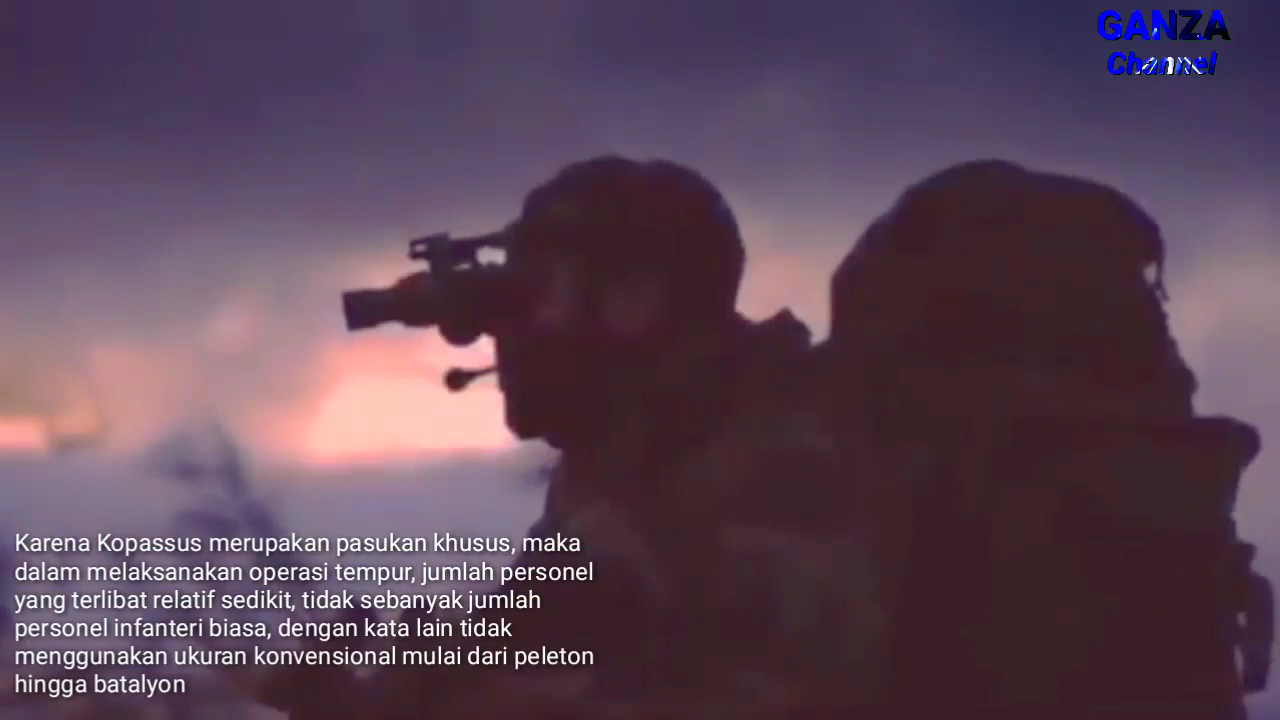 GANZA
Channel
Karena Kopassus merupakan pasukan khusus, maka
dalam melaksanakan operasi tempur, jumlah personel
yang terlibat relatif sedikit, tidak sebanyak jumlah
personel infanteri biasa, dengan kata lain tidak
menggunakan ukuran konvensional mulai dari peleton
hingga batalyon